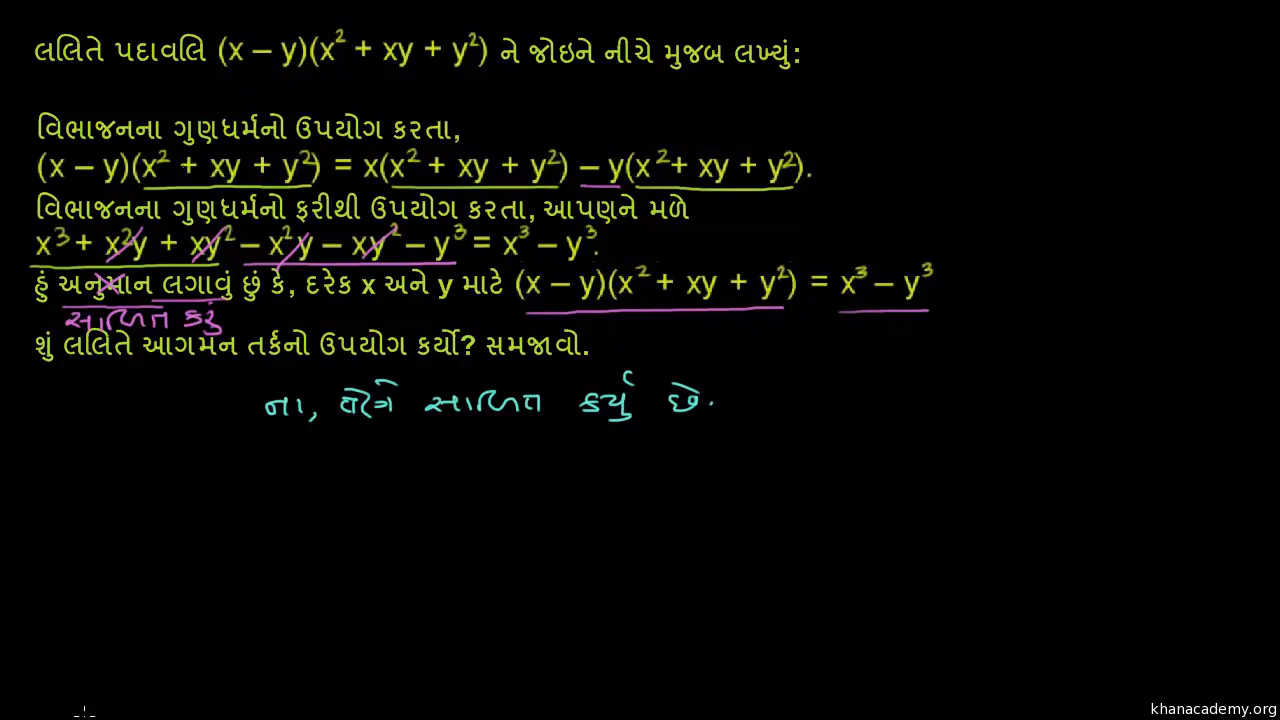 લલિતે પદાવલિ (x – y)(x² + xy + y²) ને જોઇને નીચે મુજબ લખ્યું:
વિભાજનના ગુણધર્મનો ઉપયોગ કરતા,
(x – y)(x² + xy + y²) = x(x² + xy + y²) – y(x² + xy + y²).
વિભાજનના ગુણધર્મનો ફરીથી ઉપયોગ કરતા, આપણને મળે
x³ + x²y + xy² – x²y – xy² – y³ = x³ – y³.
હું અનુમાન લગાવું છું કે, દરેક x અને y માટે (x – y)(x² + xy + y²) = x³ – y³
સાબિત કરું
શું લલિતે આગમન તર્કનો ઉપયોગ કર્યો? સમજાવો.
ના, તેણે સાબિત કર્યું છે.
khanacademy.org